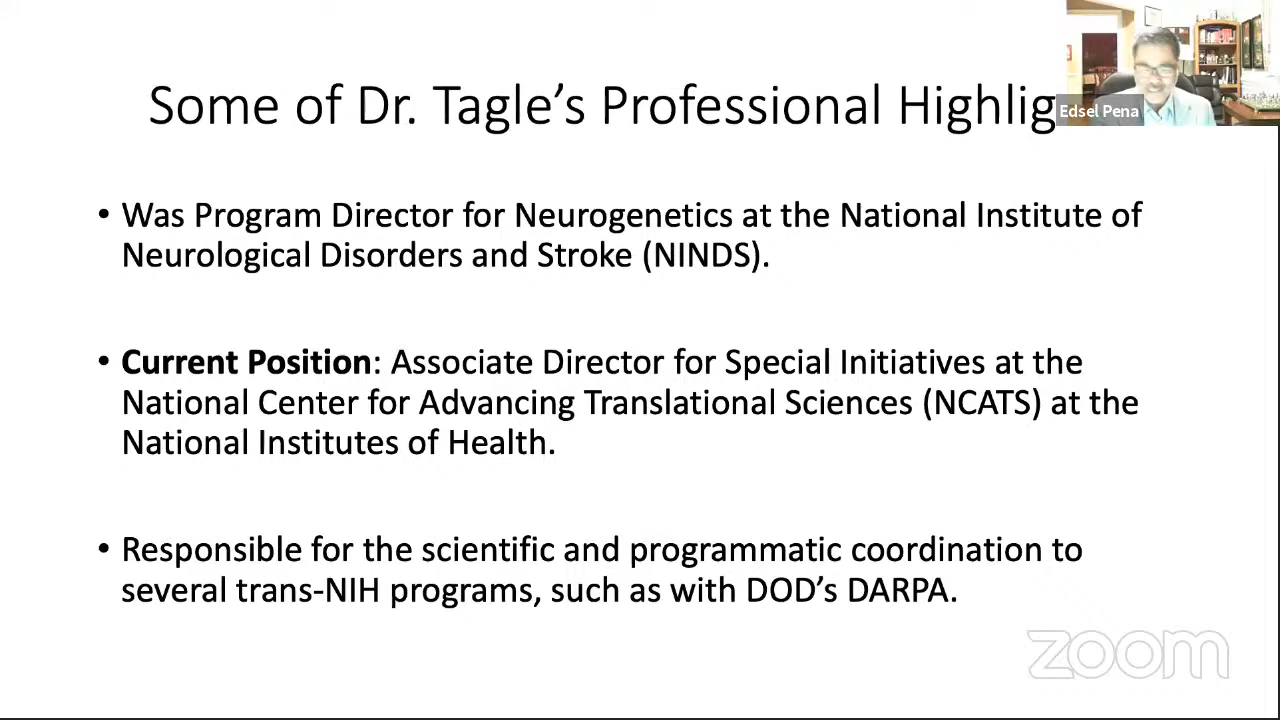 Some of Dr. Tagle's Professional Highlig
Edsel Pena
• Was Program Director for Neurogenetics at the National Institute of
Neurological Disorders and Stroke (NINDS).
• Current Position: Associate Director for Special Initiatives at the
National Center for Advancing Translational Sciences (NCATS) at the
National Institutes of Health.
• Responsible for the scientific and programmatic coordination to
several trans-NIH programs, such as with DOD's DARPA.
zoom